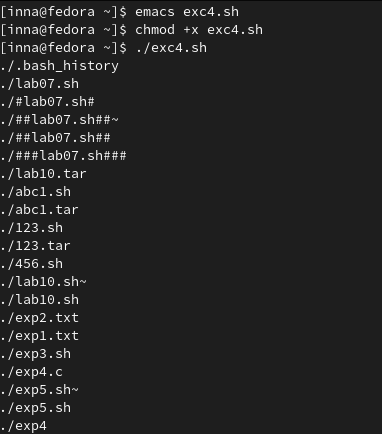 [inna@fedora ~]$ emacs exc4.sh
[inna@fedora ~]$ chmod +x exc4.sh
[inna@fedora ~]$ ./exc4.sh
./.bash_history
./lab07.sh
./#lab07.sh#
./##lab07.sh##~
./##lab07.sh##
./###lab07.sh###
./lab10.tar
./abc1.sh
./abc1.tar
./123.sh
./123.tar
./456.sh
./lab10.sh~
./lab10.sh
./exp2.txt
./exp1.txt
./exp3.sh
./exp4.c
./exp5.sh~
./exp5.sh
./exp4